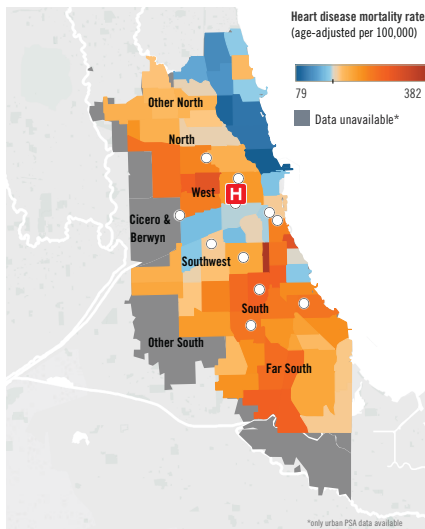 Heart disease mortality rate
(age-adjusted per 100,000)
79 382
Data unavailable*
Other North
North
West
H
Cicero &
Berwyn
Southwest
South
Other South
Far South
*only urban PSA data available